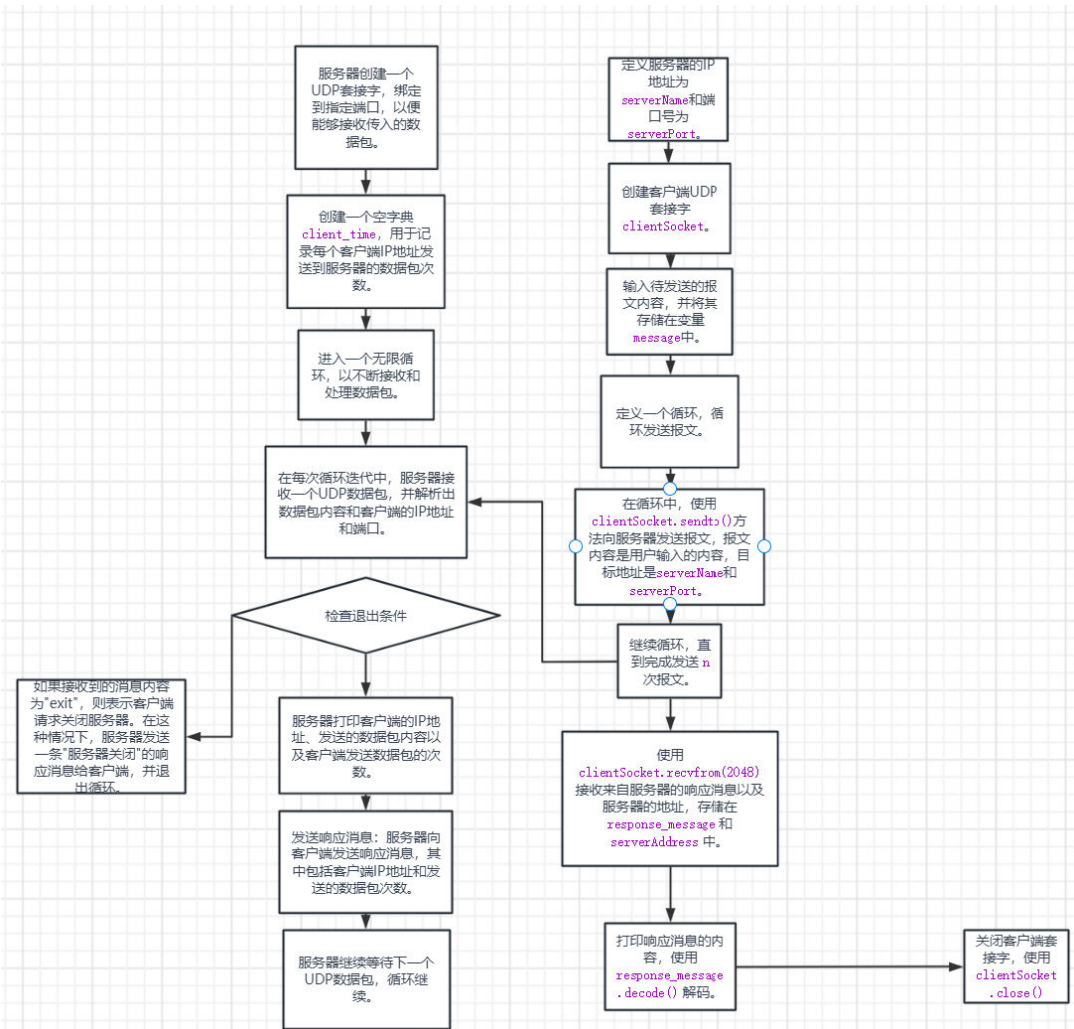 服务器创建一个
UDP套接字，绑定
到指定端口，以便
能够接收传入的数
据包。
创建一个空字典
client_time，用于记
录每个客户端IP地址发
送到服务器的数据包次
数。
进入一个无限循
环，以不断接收和
处理数据包。
在每次循环迭代中，服务器接
收一个UDP数据包，并解析出
数据包内容和客户端的IP地址
和端口。
检查退出条件
如果接收到的消息内容
为"exit"，则表示客户端
请求关闭服务器。在这
种情况下，服务器发送
一条"服务器关闭"的响
应消息给客户端，并退
出循环。
服务器打印客户端的IP地
址、发送的数据包内容以
及客户端发送数据包的次
数。
发送响应消息：服务器向
客户端发送响应消息，其
中包括客户端IP地址和发
送的数据包次数。
服务器继续等待下一个
UDP数据包，循环继
续。
定义服务器的IP
地址为
serverName和端
口号为
serverPort。
创建客户端UDP
套接字
clientSocket。
输入待发送的报
文内容，并将其
存储在变量
message中。
定义一个循环，循
环发送报文。
在循环中，使用
clientSocket.sendto()方
法向服务器发送报文，报文
内容是用户输入的内容，目
标地址是serverName和
serverPort。
继续循环，直
到完成发送 n
次报文。
使用
clientSocket.recvfrom(2048)
接收来自服务器的响应消息以及
服务器的地址，存储在
response_message 和
serverAddress 中。
打印响应消息的内
容，使用
response_message
.decode() 解码。
关闭客户端套
接字，使用
clientSocket
.close()